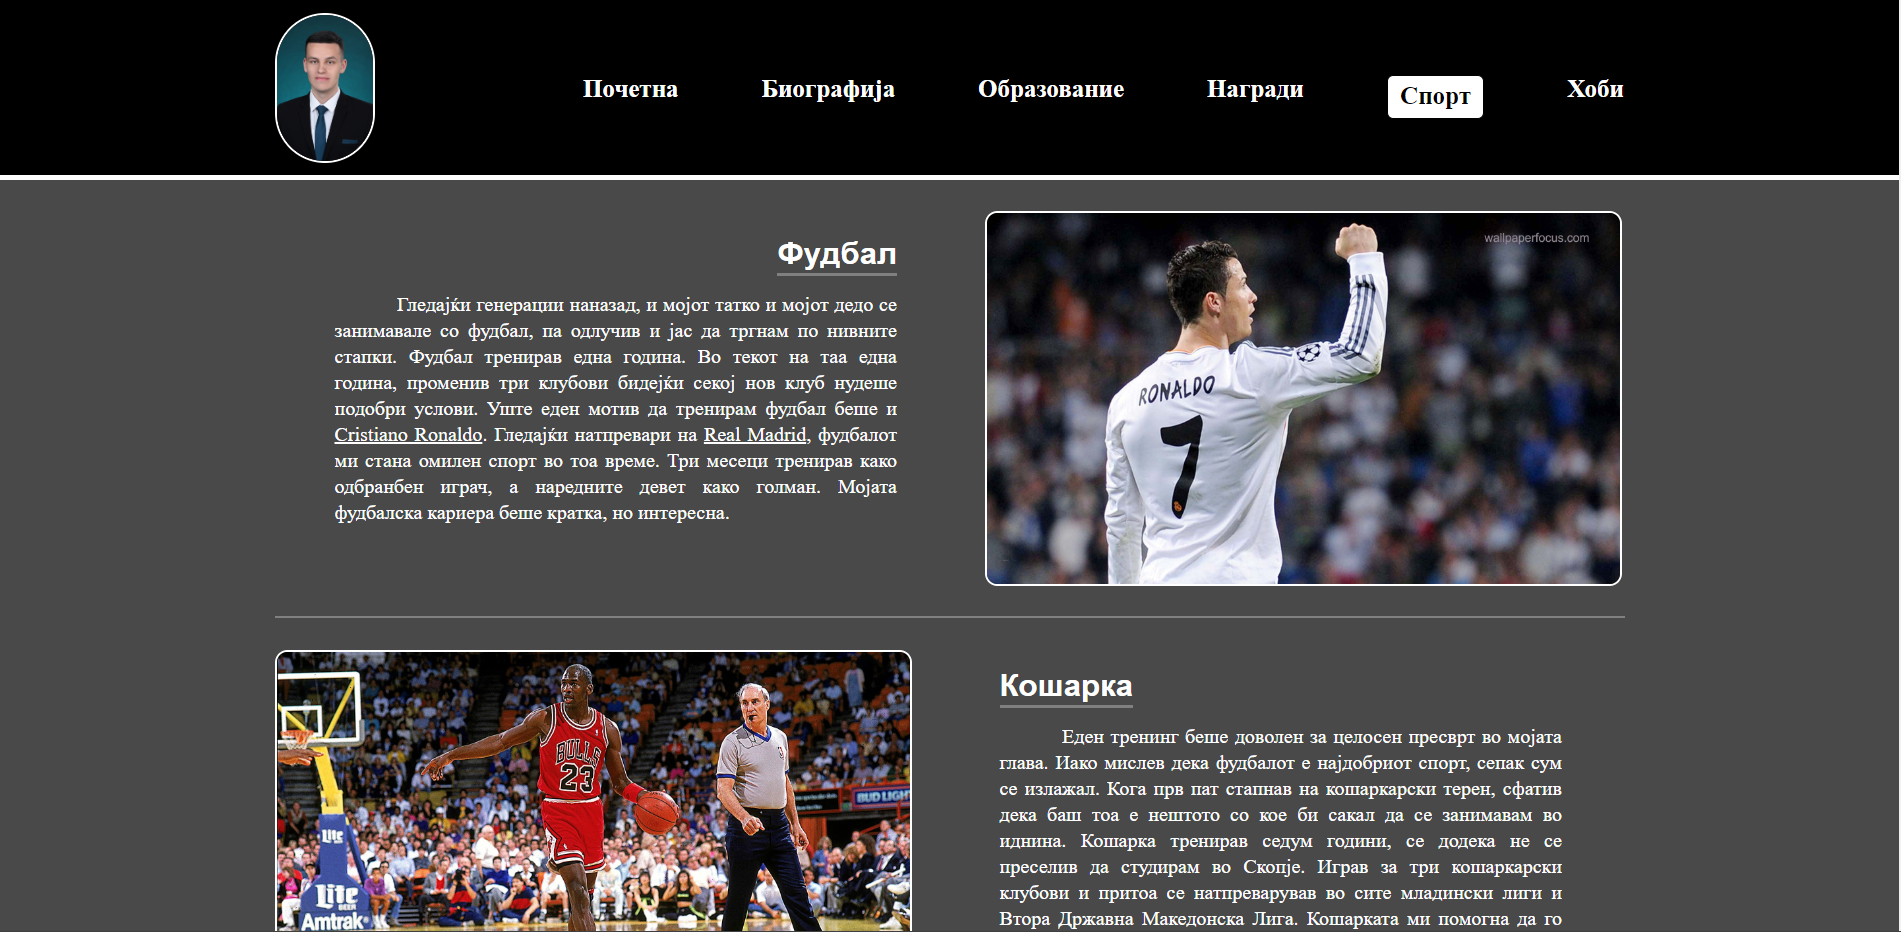 Почетна
Биографија
Образование
Награди
Спорт
Хоби
Фудбал
Гледајќи генерации наназад, и мојот татко и мојот дедо се
занимавале со фудбал, па одлучив и јас да тргнам по нивните
стапки. Фудбал тренирав една година. Во текот на таа една
година, променив три клубови бидејќи секој нов клуб нудеше
подобри услови. Уште еден мотив да тренирам фудбал беше и
Cristiano Ronaldo. Гледајќи натпревари на Real Madrid, фудбалот
ми стана омилен спорт во тоа време. Три месеци тренирав како
одбранбен играч, а наредните девет како голман. Мојата
фудбалска кариера беше кратка, но интересна.
wallpaperfocus.com
RONALDO
7
BULLS
23
BUD LIGHT
Lite
Lite
BEER
Amtrak
Кошарка
Еден тренинг беше доволен за целосен пресврт во мојата
глава. Иако мислев дека фудбалот е најдобриот спорт, сепак сум
се излажал. Кога прв пат стапнав на кошаркарски терен, сфатив
дека баш тоа е нештото со кое би сакал да се занимавам во
иднина. Кошарка тренирав седум години, се додека не се
преселив да студирам во Скопје. Играв за три кошаркарски
клубови и притоа се натпреварував во сите младински лиги и
Втора Државна Македонска Лига. Кошарката ми помогна да го